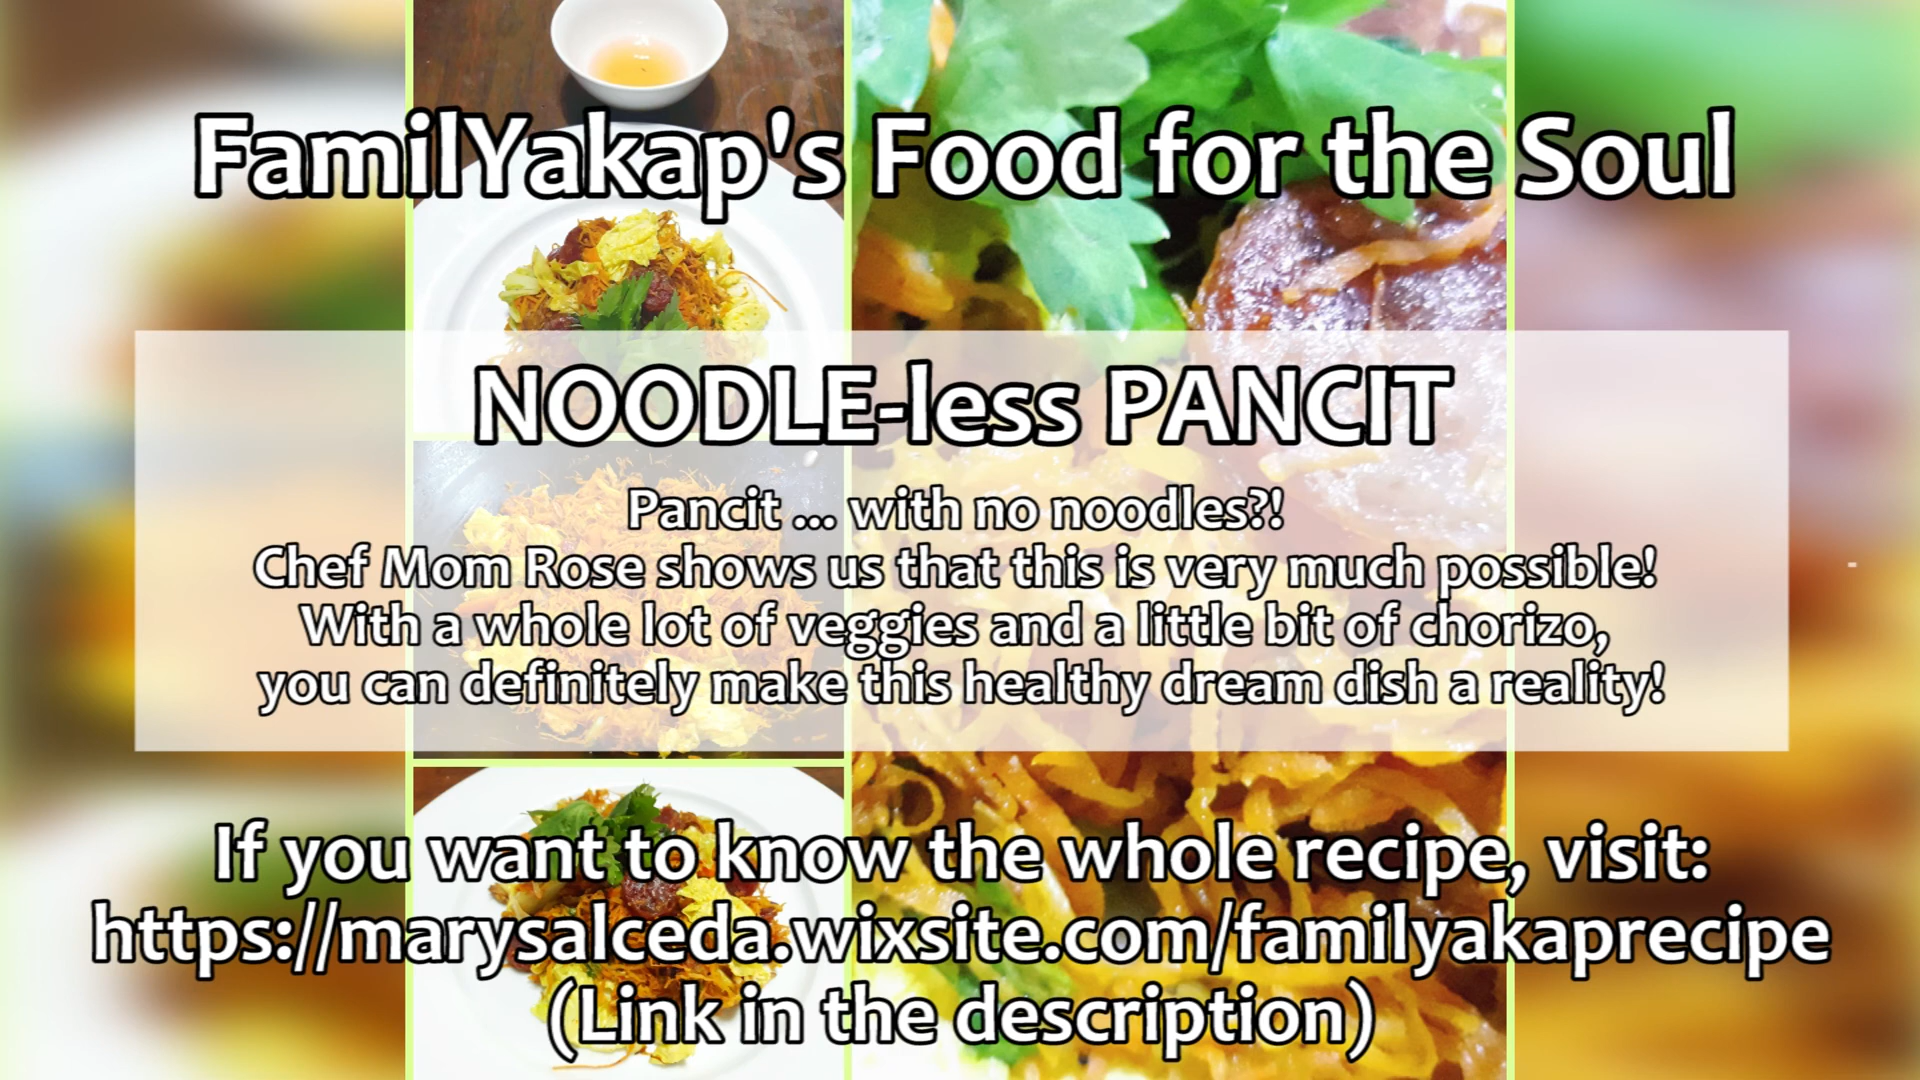 FamilYakap's Food for the Soul
NOODLE-less PANCIT
Pancit ... with no noodles?!
Chef Mom Rose shows us that this is very much possible!
With a whole lot of veggies and a little bit of chorizo,
you can definitely make this healthy dream dish a reality!
If you want to know the whole recipe, visit:
https://marysalceda.wixsite.com/familyakaprecipe
(Link in the description)